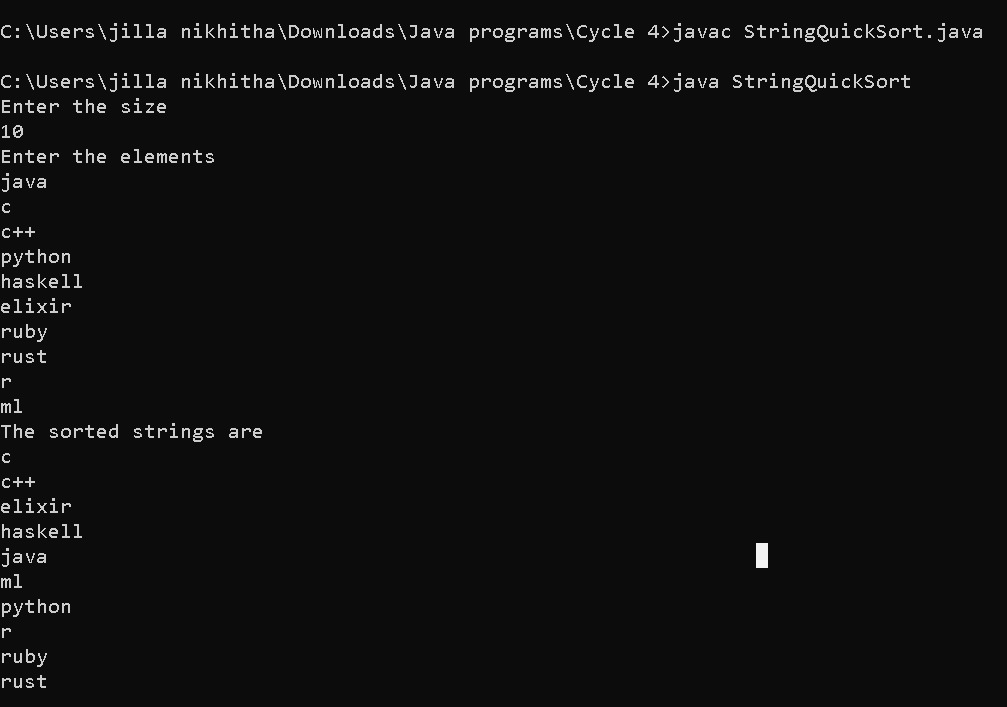 C:\Users\jilla nikhitha\Downloads\Java programs\Cycle 4>javac StringQuickSort.java
C:\Users\jilla nikhitha\Downloads\Java programs\Cycle 4>java StringQuickSort
Enter the size
10
Enter the elements
java
c
c++
python
haskell
elixir
ruby
rust
r
ml
The sorted strings are
c
c++
elixir
haskell
java
ml
python
r
ruby
rust